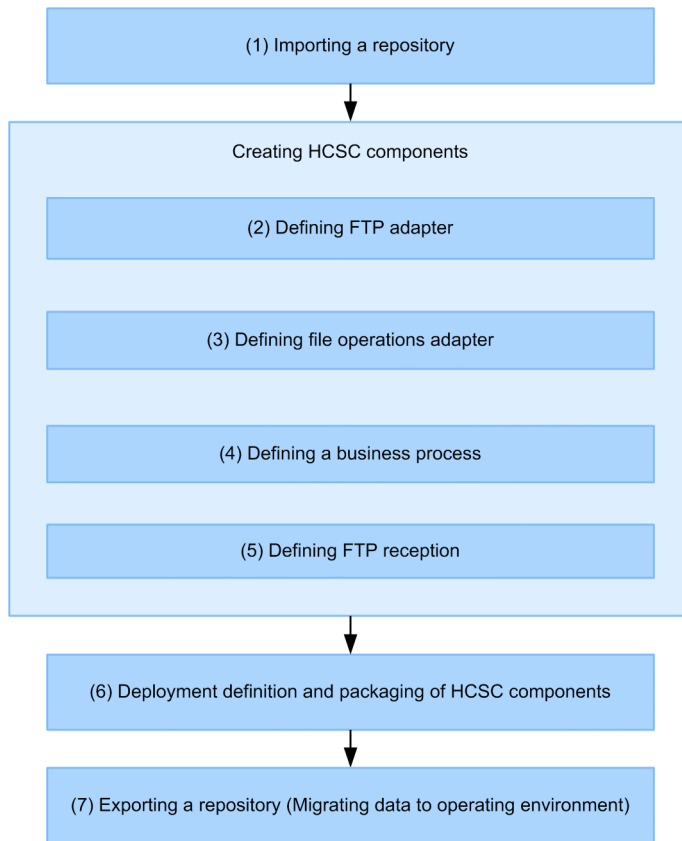 (1) Importing a repository
Creating HCSC components
(2) Defining FTP adapter
(3) Defining file operations adapter
(4) Defining a business process
(5) Defining FTP reception
(6) Deployment definition and packaging of HCSC components
(7) Exporting a repository (Migrating data to operating environment)